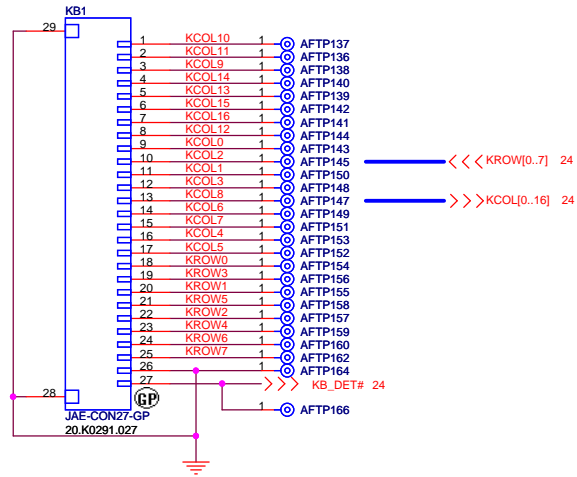 KB1
29
1 KCOL10 1 AFTP137
2 KCOL11 1 AFTP136
3 KCOL9 1 AFTP138
4 KCOL14 1 AFTP140
5 KCOL13 1 AFTP139
6 KCOL15 1 AFTP142
7 KCOL16 1 AFTP141
8 KCOL12 1 AFTP144
9 KCOL0 1 AFTP143
10 KCOL2 1 AFTP145 KROW[0..7] 24
11 KCOL1 1 AFTP150
12 KCOL3 1 AFTP148
13 KCOL8 1 AFTP147 KCOL[0..16] 24
14 KCOL6 1 AFTP149
15 KCOL7 1 AFTP151
16 KCOL4 1 AFTP153
17 KCOL5 1 AFTP152
18 KROW0 1 AFTP154
19 KROW3 1 AFTP156
20 KROW1 1 AFTP155
21 KROW5 1 AFTP158
22 KROW2 1 AFTP157
23 KROW4 1 AFTP159
24 KROW6 1 AFTP160
25 KROW7 1 AFTP162
26 1 AFTP164
27 KB_DET# 24
28 GP
1 AFTP166
JAE-CON27-GP
20.K0291.027